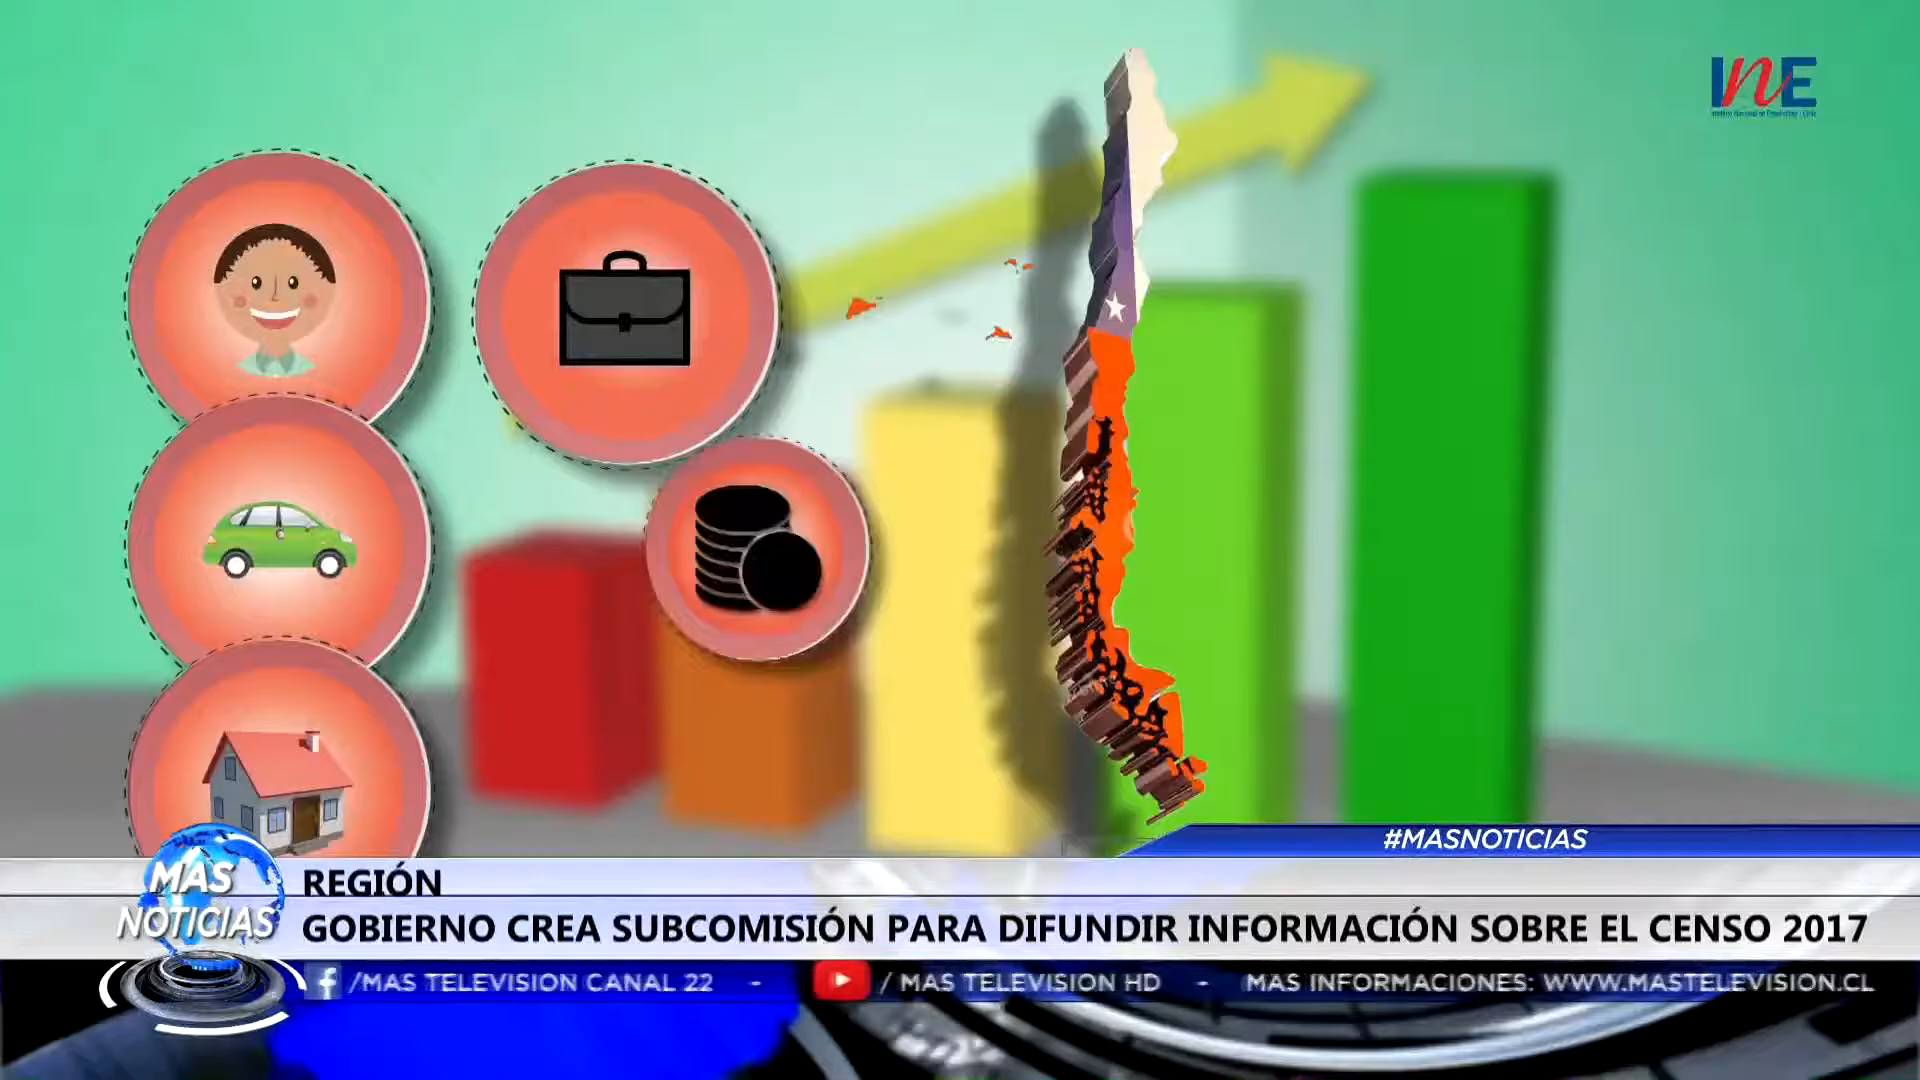 INE
#MASNOTICIAS
MAS
NOTICIAS
REGIÓN
GOBIERNO CREA SUBCOMISIÓN PARA DIFUNDIR INFORMACIÓN SOBRE EL CENSO 2017
/MAS TELEVISION CANAL 22 - / MAS TELEVISION HD - MAS INFORMACIONES: WWW.MASTELEVISION.CL